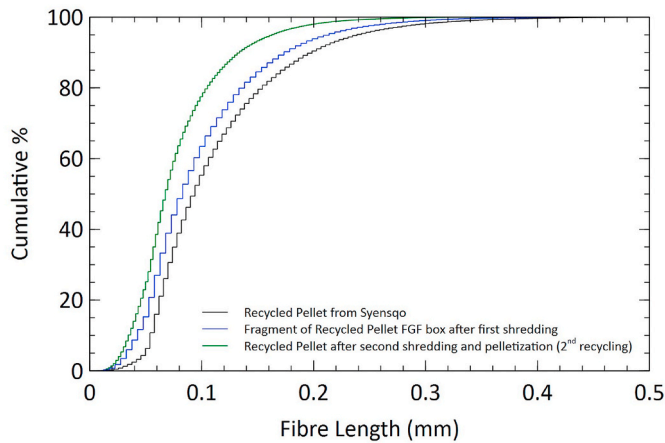 100
80
60
40
20
0
Cumulative %
Recycled Pellet from Syensqo
Fragment of Recycled Pellet FGF box after first shredding
Recycled Pellet after second shredding and pelletization (2nd recycling)
0 0.1 0.2 0.3 0.4 0.5
Fibre Length (mm)